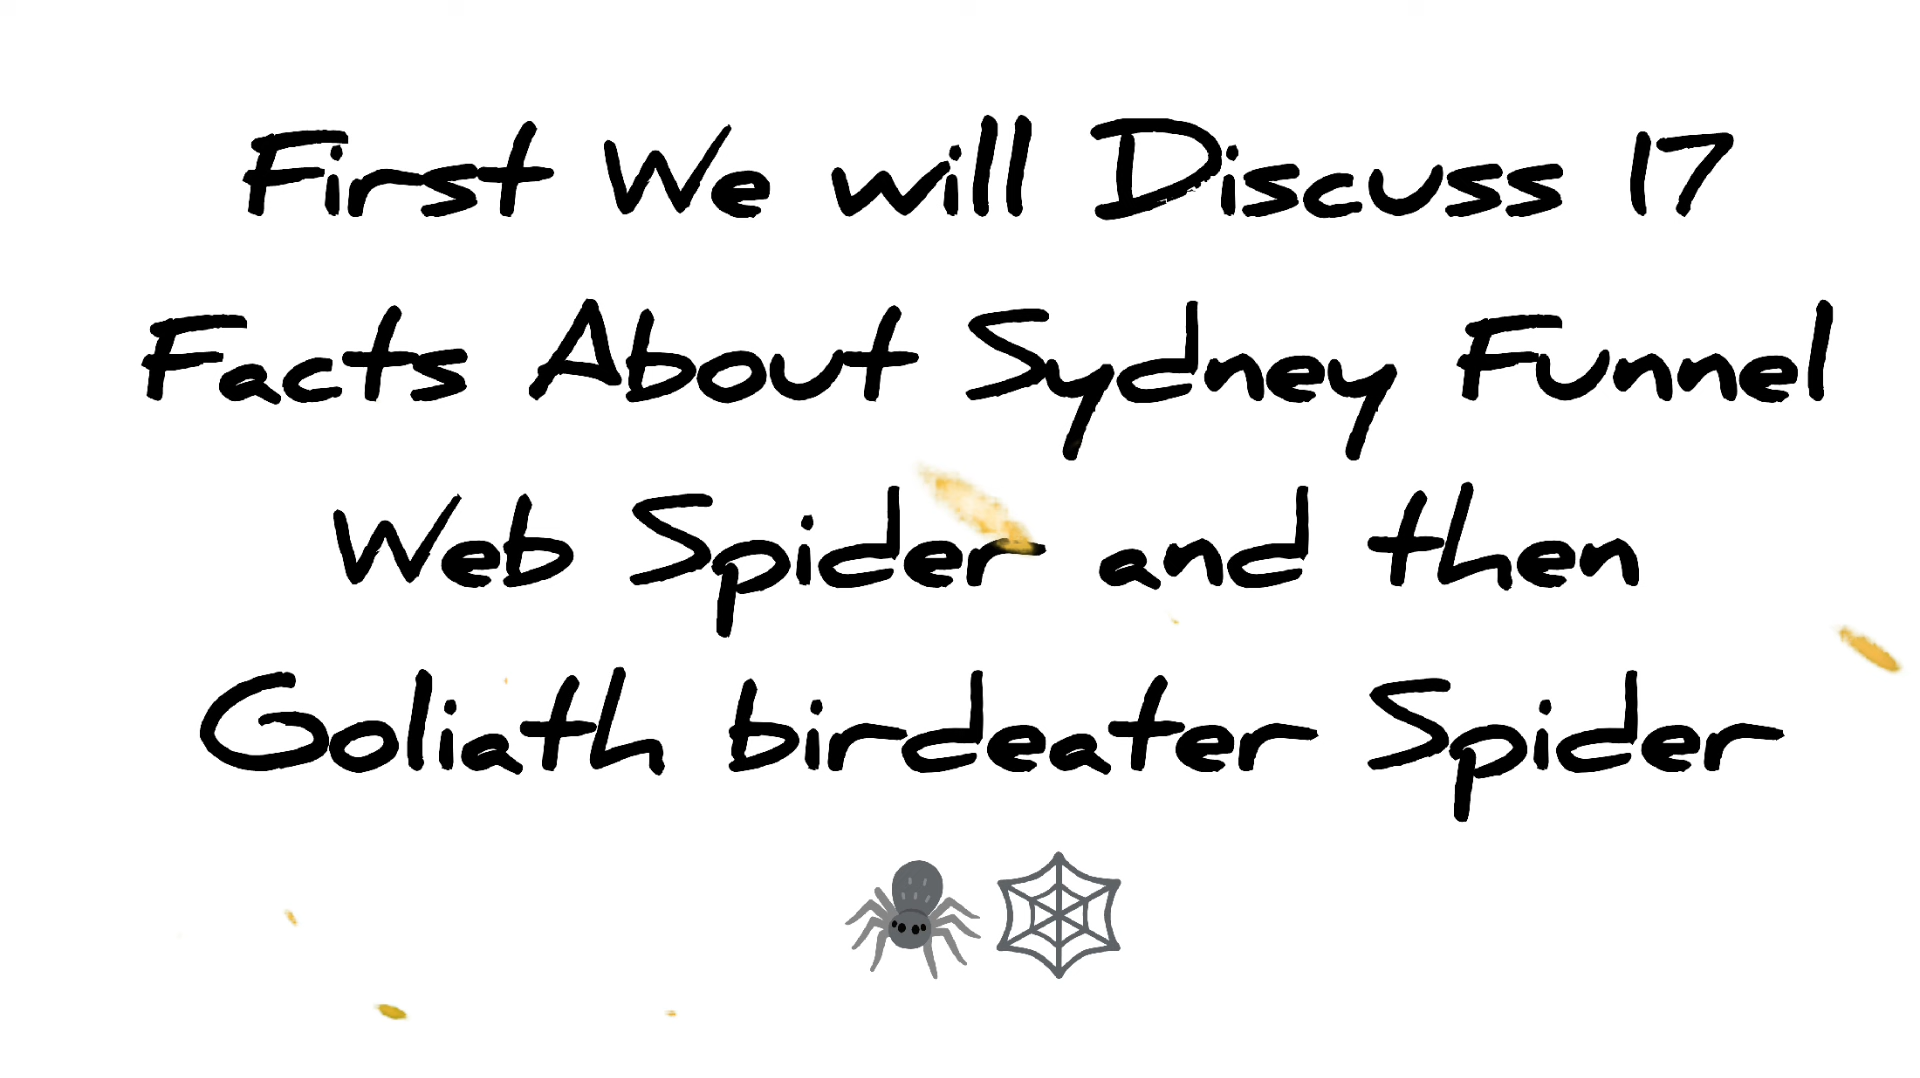 First We will Discuss 17
Facts About Sydney Funnel
Web Spider and then
Goliath birdeater Spider
🕷🕸